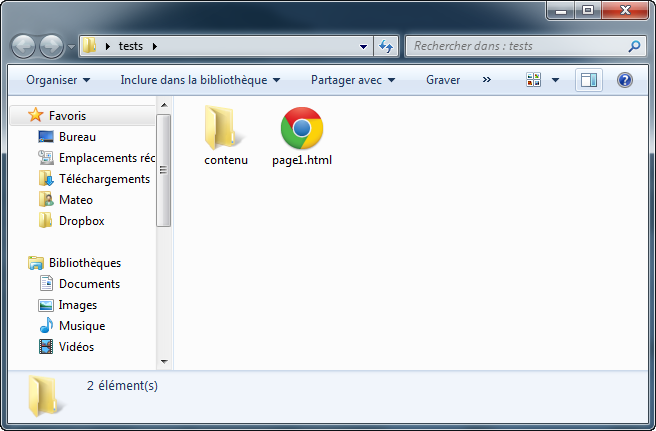 tests
Rechercher dans : tests
Organiser
Inclure dans la bibliothèque
Partager avec
Graver
»
Favoris
Bureau
Emplacements réc
Téléchargements
Mateo
Dropbox
Bibliothèques
Documents
Images
Musique
Vidéos
contenu
page1.html
2 élément(s)